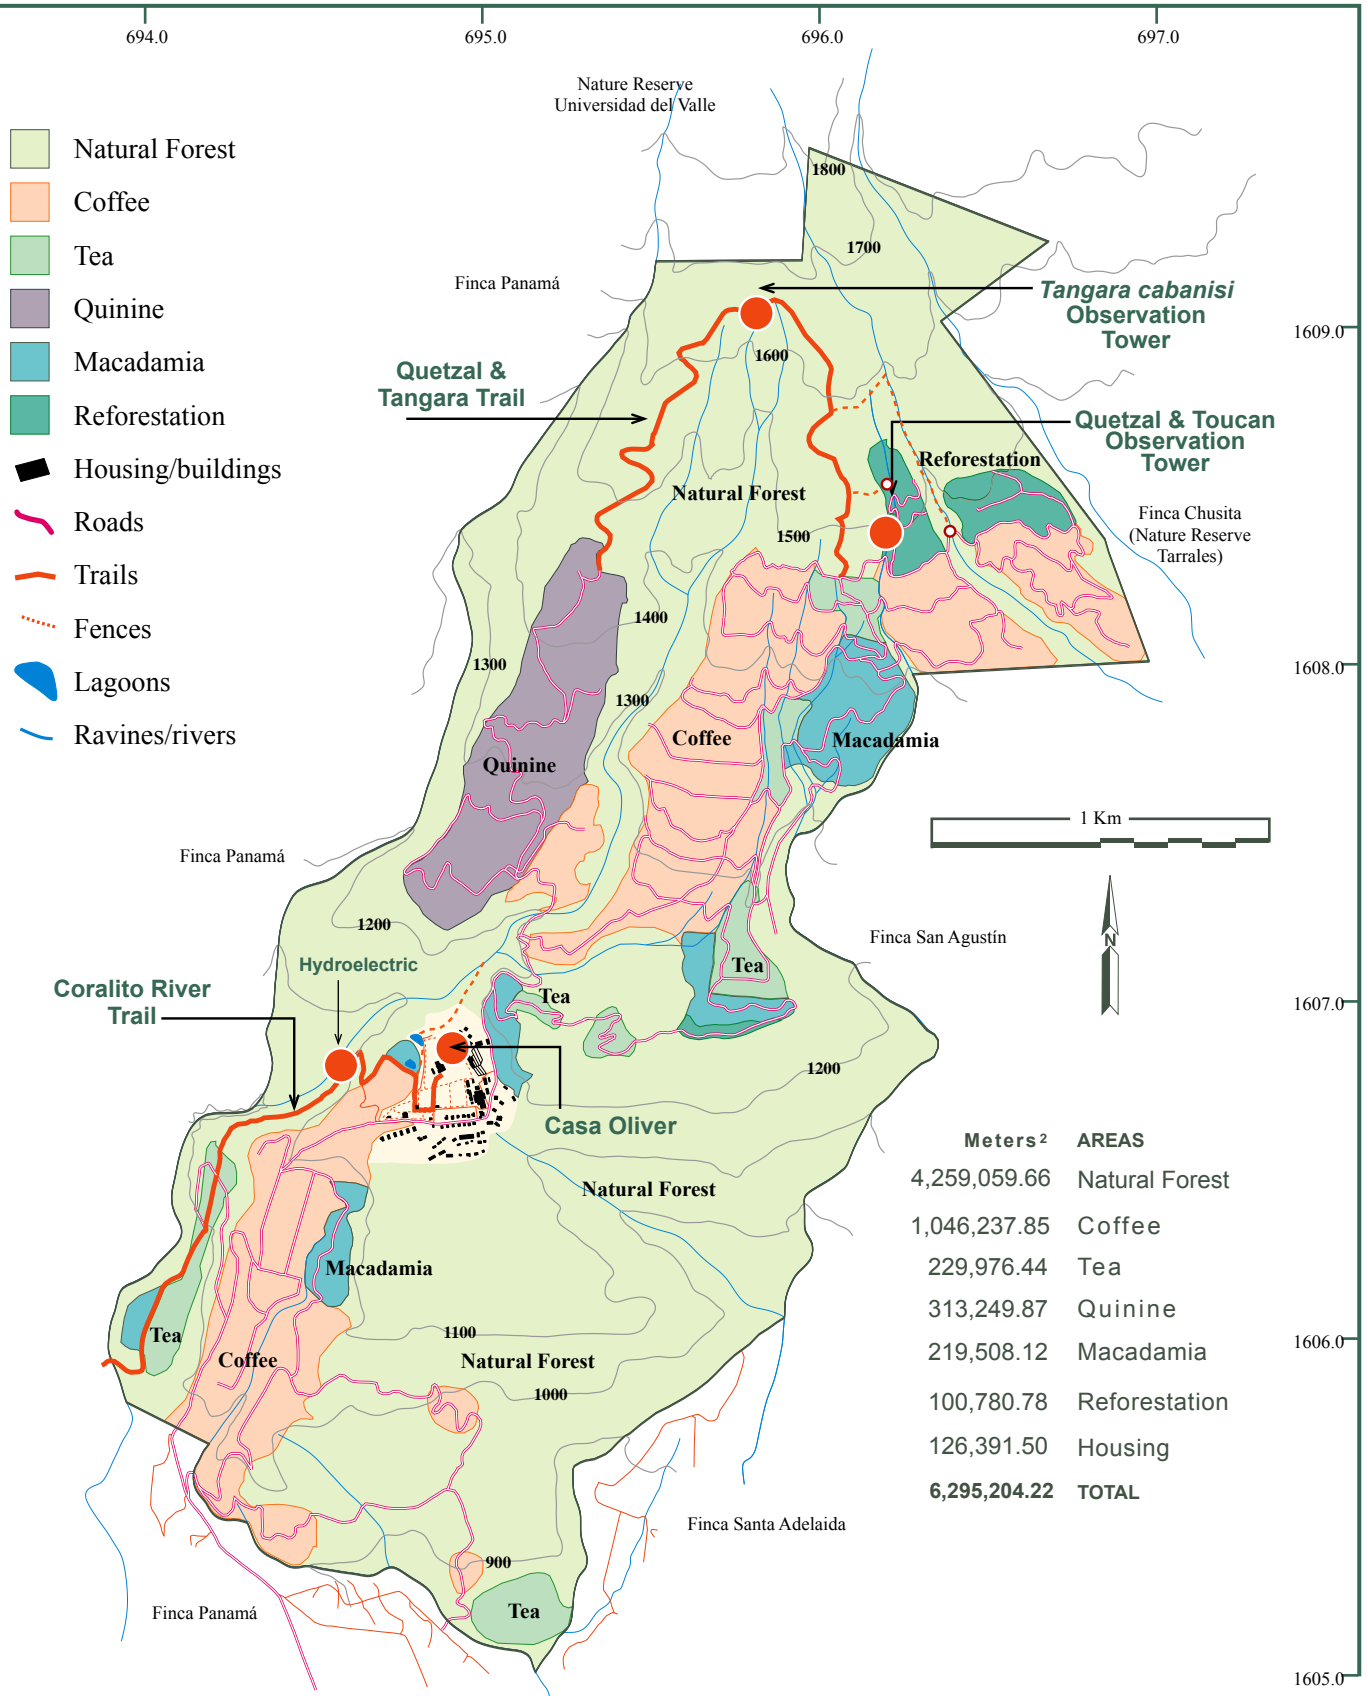 694.0
695.0
696.0
697.0
Nature Reserve
Universidad del Valle
Natural Forest
Coffee
Tea
Quinine
Macadamia
Reforestation
Housing/buildings
Roads
Trails
Fences
Lagoons
Ravines/rivers
1800
1700
Finca Panamá
Tangara cabanisi
Observation
Tower
1609.0
1600
Quetzal &
Tangara Trail
Quetzal & Toucan
Observation
Tower
Reforestation
Natural Forest
1500
Finca Chusita
(Nature Reserve
Tarrales)
1400
1300
1608.0
1300
Coffee
Macadamia
Quinine
1 Km
Finca Panamá
1200
N
Finca San Agustín
Hydroelectric
Tea
Coralito River
Trail
Tea
1607.0
1200
Casa Oliver
Natural Forest
Macadamia
1100
Tea
Coffee
Natural Forest
1000
1606.0
Meters² AREAS
4,259,059.66 Natural Forest
1,046,237.85 Coffee
229,976.44 Tea
313,249.87 Quinine
219,508.12 Macadamia
100,780.78 Reforestation
126,391.50 Housing
6,295,204.22 TOTAL
Finca Santa Adelaida
900
Finca Panamá
Tea
1605.0